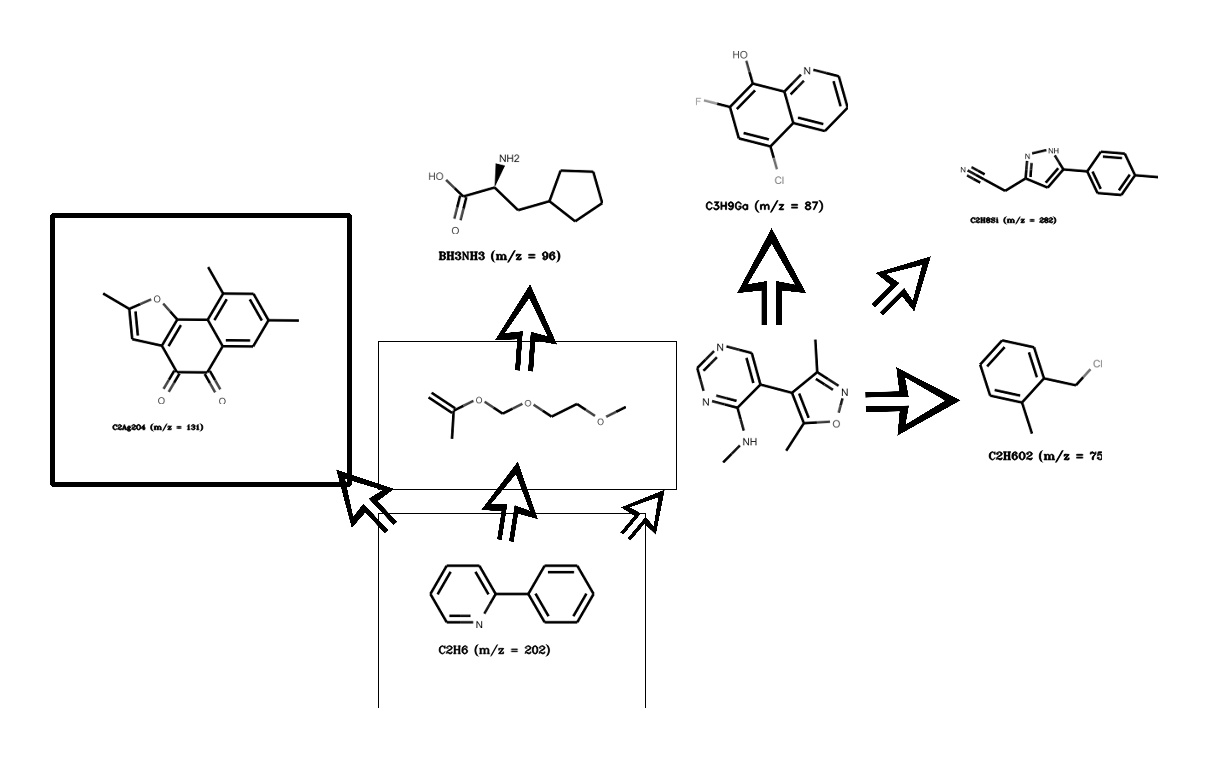 HO
N
F
Cl
C3H9Ga (m/z = 87)
NH2
HO
O
BH3NH3 (m/z = 96)
N
N
NH
C2H8Si (m/z = 282)
O
O
O
C2Ag2O4 (m/z = 131)
O
O
O
N
N
N
O
NH
Cl
C2H6O2 (m/z = 75
N
C2H6 (m/z = 202)